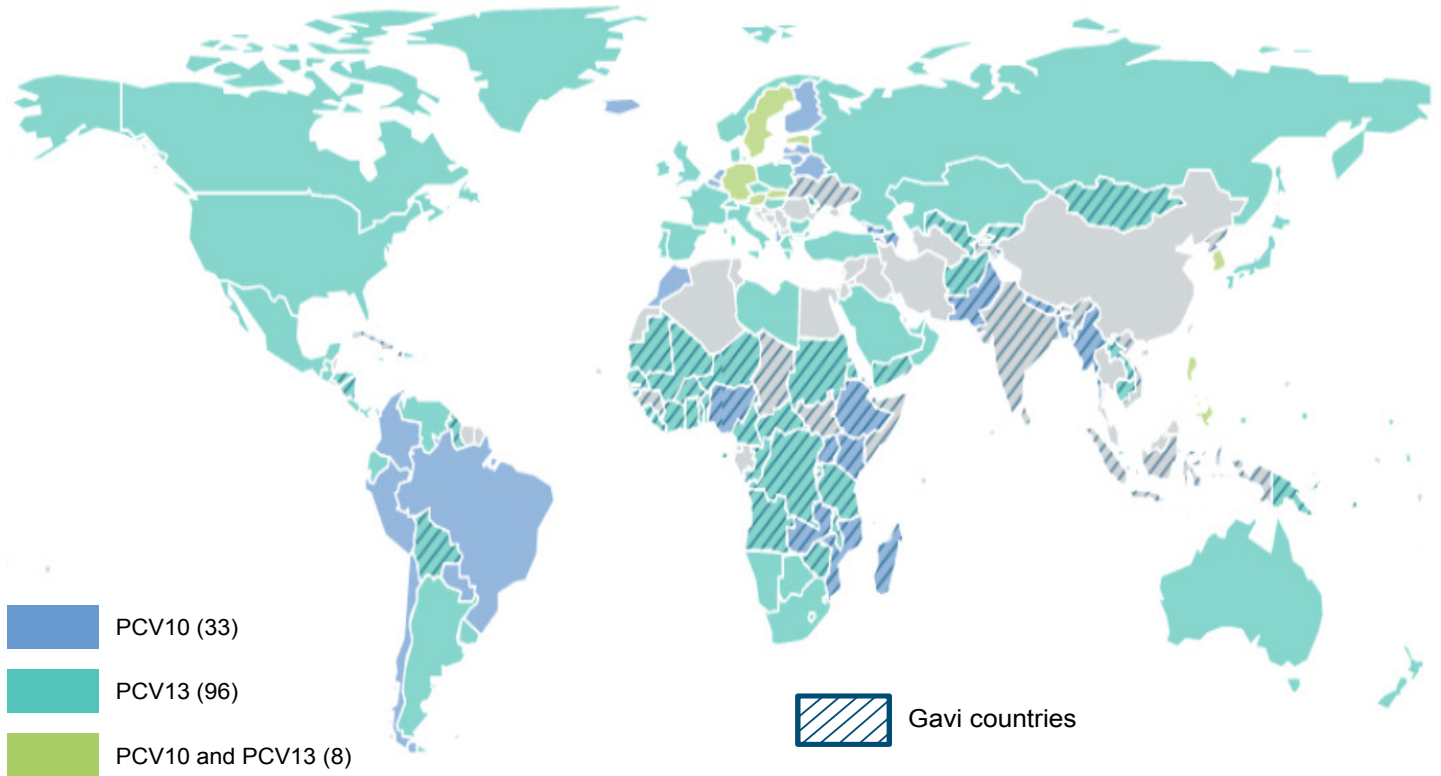 PCV10 (33)
PCV13 (96)
PCV10 and PCV13 (8)
Gavi countries